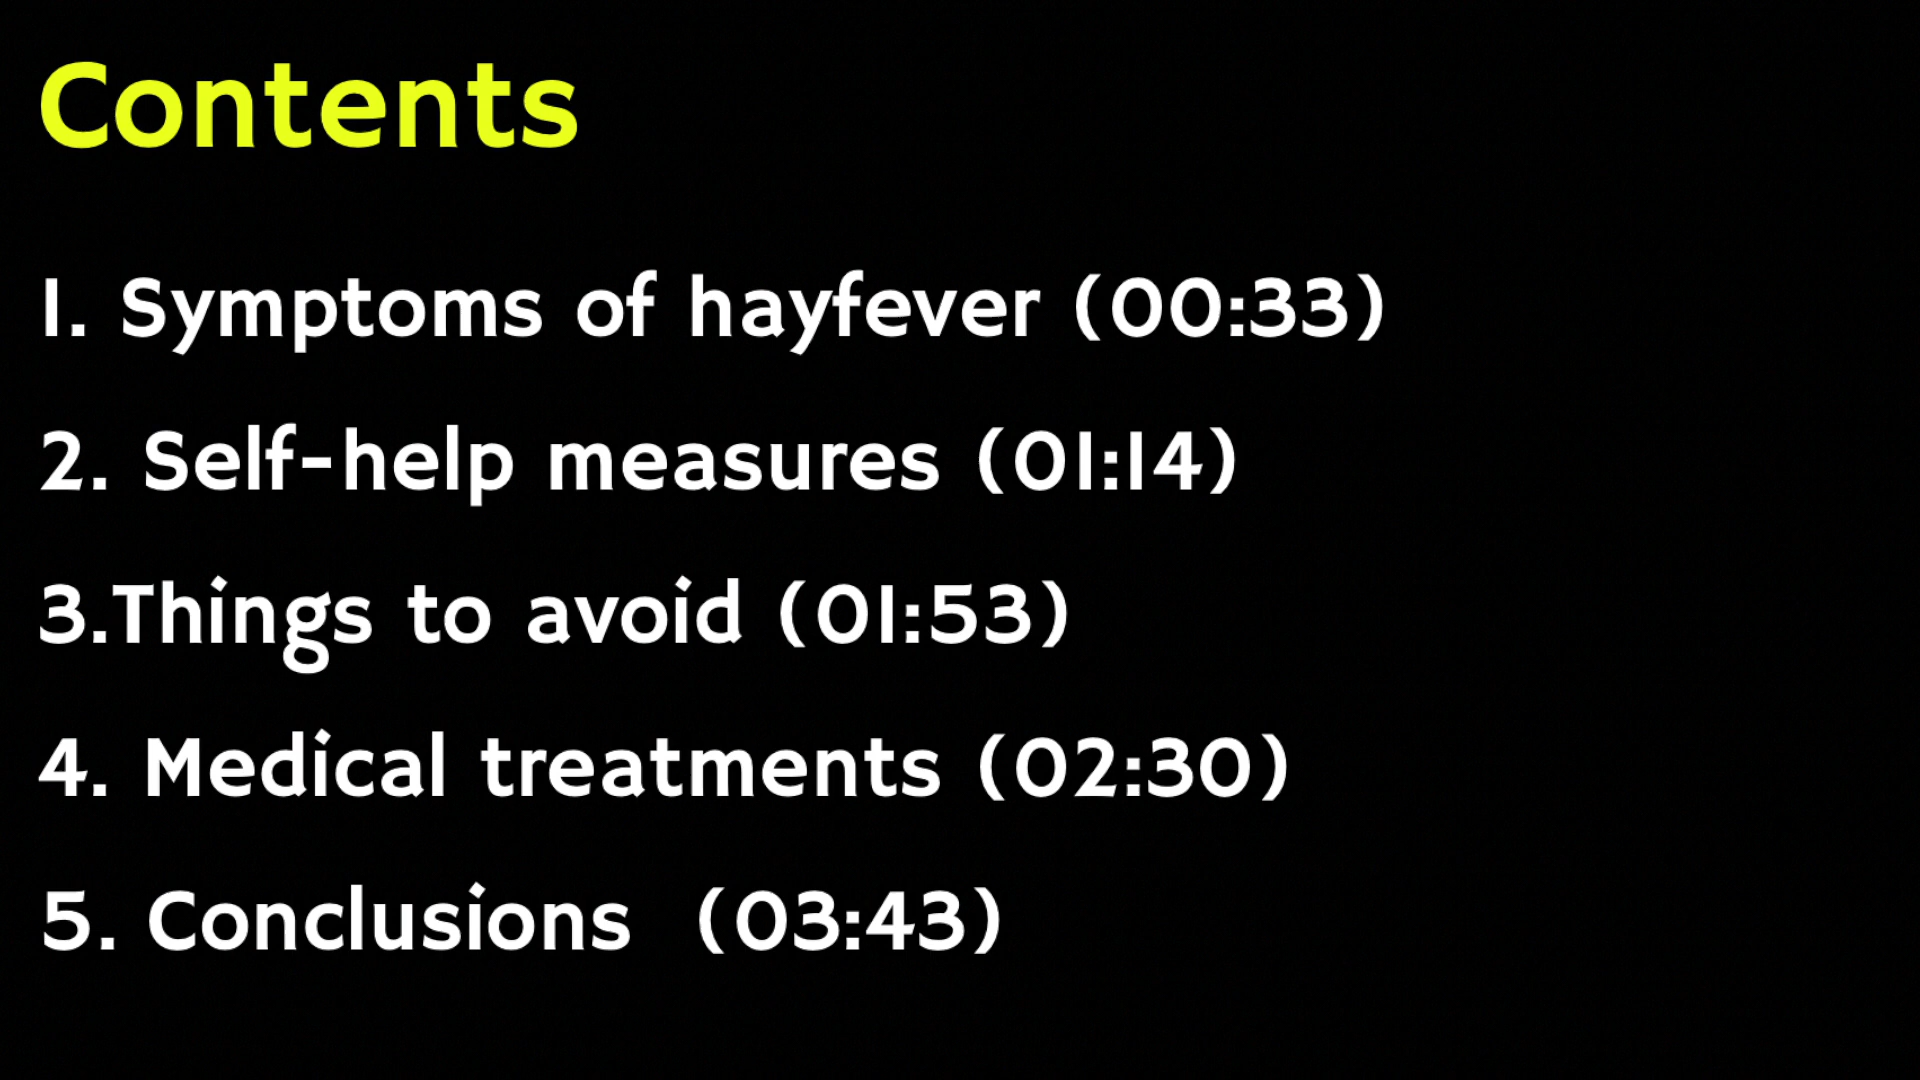 Contents
1. Symptoms of hayfever (00:33)
2. Self-help measures (01:14)
3.Things to avoid (01:53)
4. Medical treatments (02:30)
5. Conclusions  (03:43)